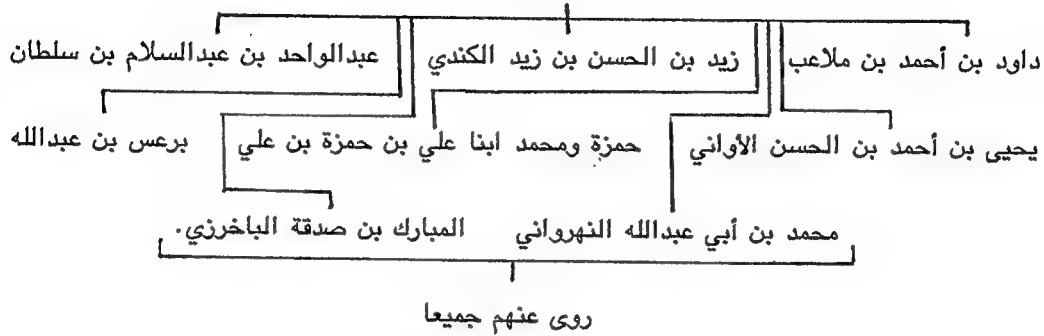 داود بن أحمد بن ملاعب زيد بن الحسن بن زيد الكندي عبدالواحد بن عبدالسلام بن سلطان
يحيى بن أحمد بن الحسن الأواني حمزة ومحمد ابنا علي بن حمزة بن علي برعس بن عبدالله
محمد بن أبي عبدالله النهرواني المبارك بن صدقة الباخرزي.
روى عنهم جميعا